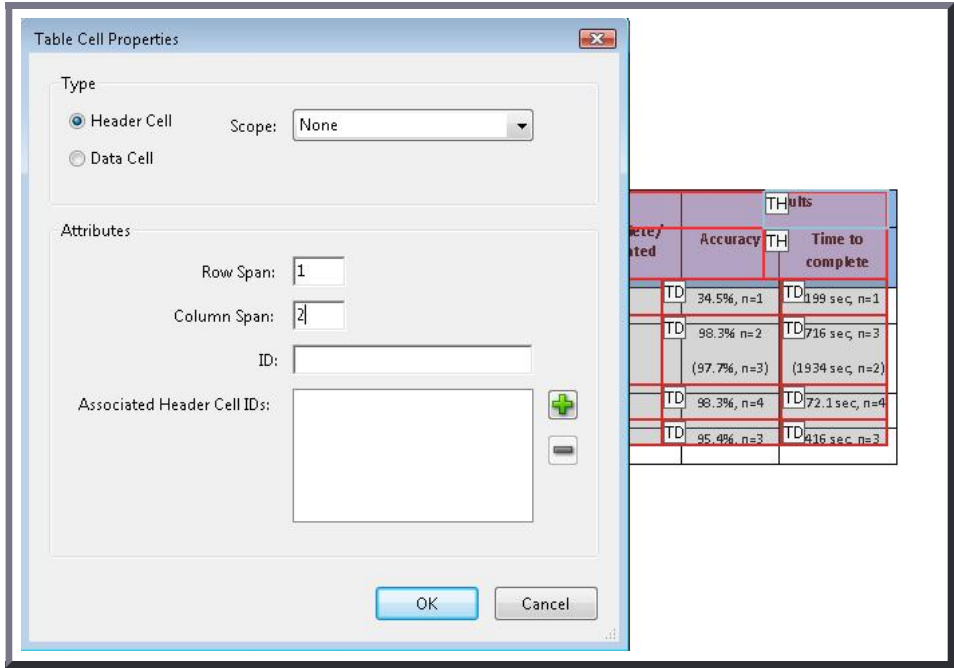 Table Cell Properties
Type
Header Cell
Scope: None
Data Cell
Attributes
Row Span: 1
Column Span: 2
ID:
Associated Header Cell IDs:
OK Cancel
TH ults
Accuracy TH Time to
complete
TD 34.5%, n=1 TD 199 sec, n=1
TD 98.3% n=2 TD 716 sec, n=3
(97.7%, n=3) (1934 sec, n=2)
TD 98.3%, n=4 TD 72.1 sec, n=4
TD 95.4%, n=3 TD 416 sec, n=3